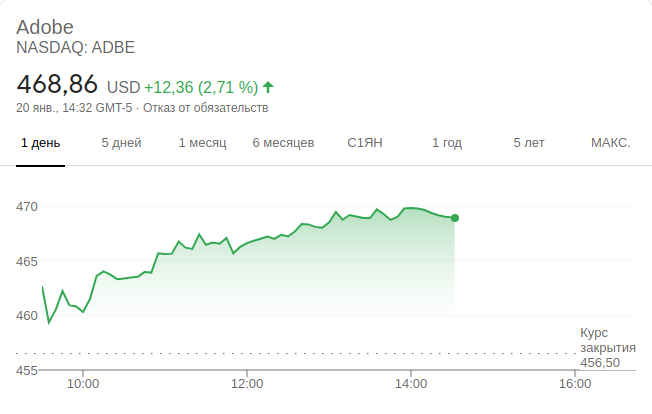 Adobe
NASDAQ: ADBE
468,86 USD +12,36 (2,71 %)
20 янв., 14:32 GMT-5 · Отказ от обязательств
1 день 5 дней 1 месяц 6 месяцев С1ЯН 1 год 5 лет МАКС.
470
465
460
Курс
закрытия
456,50
455
10:00 12:00 14:00 16:00